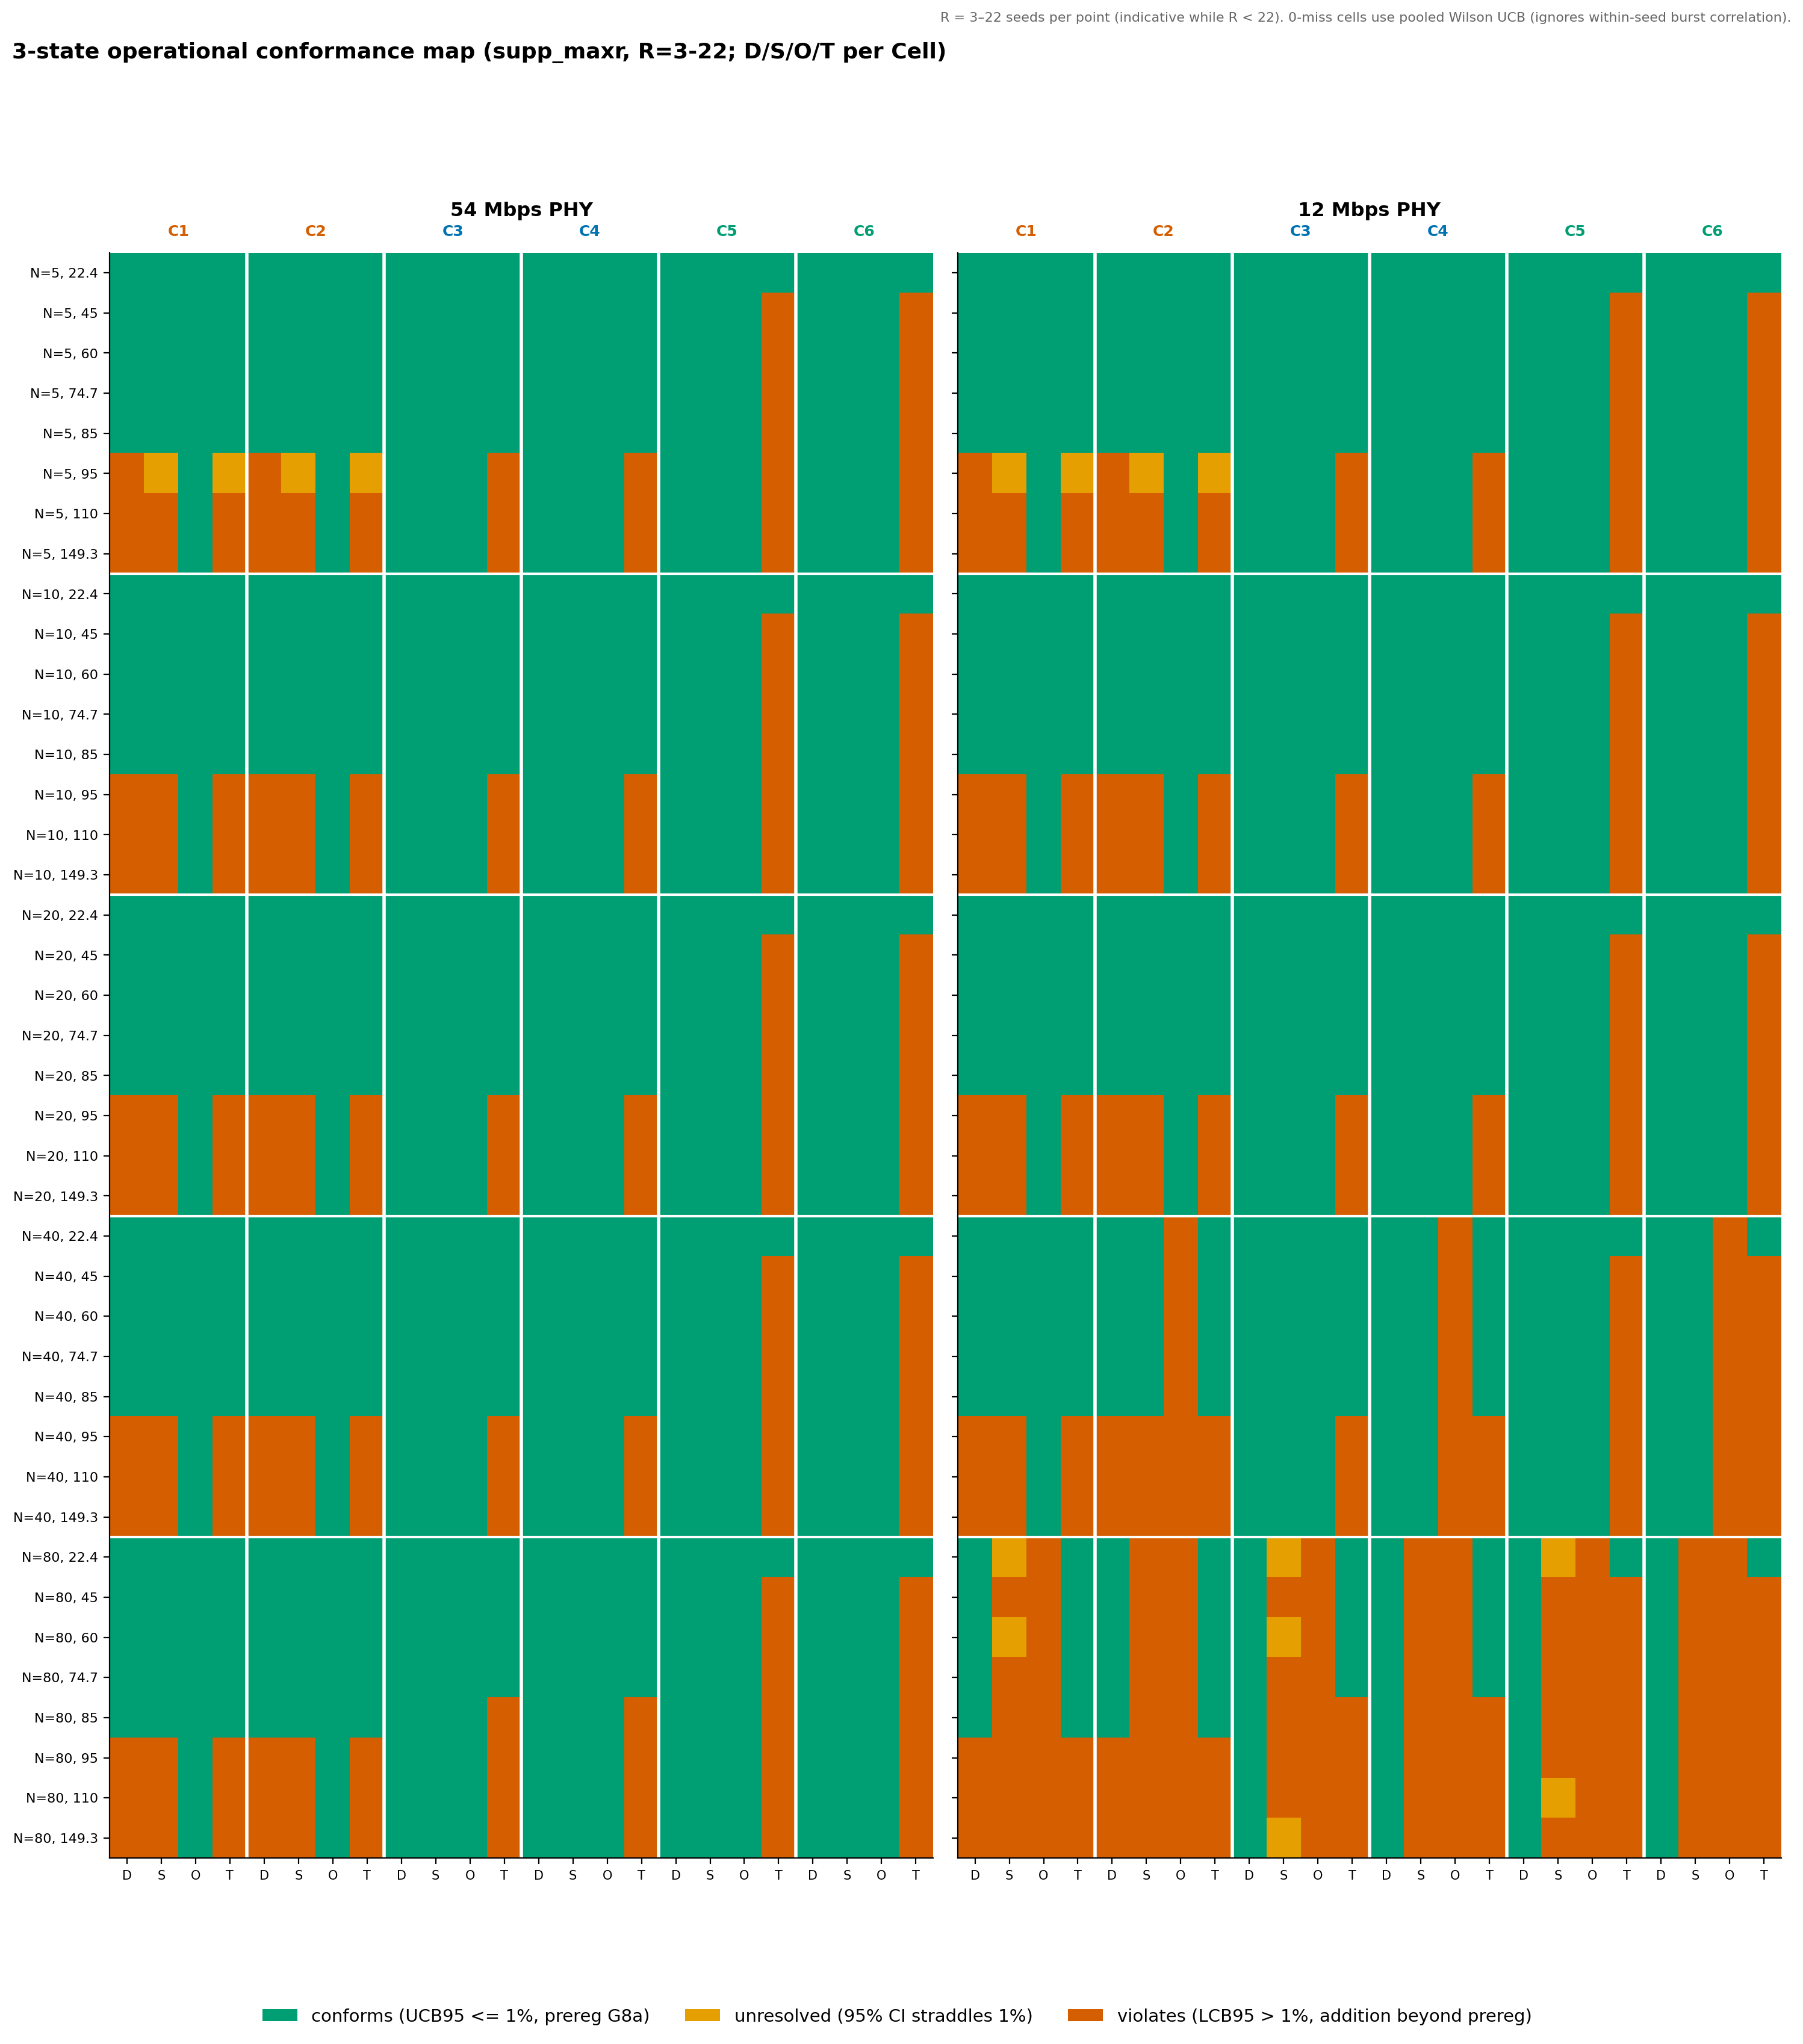 R = 3–22 seeds per point (indicative while R < 22). 0-miss cells use pooled Wilson UCB (ignores within-seed burst correlation).
3-state operational conformance map (supp_maxr, R=3-22; D/S/O/T per Cell)
54 Mbps PHY
C1 C2 C3 C4 C5 C6
12 Mbps PHY
C1 C2 C3 C4 C5 C6
N=5, 22.4
N=5, 45
N=5, 60
N=5, 74.7
N=5, 85
N=5, 95
N=5, 110
N=5, 149.3
N=10, 22.4
N=10, 45
N=10, 60
N=10, 74.7
N=10, 85
N=10, 95
N=10, 110
N=10, 149.3
N=20, 22.4
N=20, 45
N=20, 60
N=20, 74.7
N=20, 85
N=20, 95
N=20, 110
N=20, 149.3
N=40, 22.4
N=40, 45
N=40, 60
N=40, 74.7
N=40, 85
N=40, 95
N=40, 110
N=40, 149.3
N=80, 22.4
N=80, 45
N=80, 60
N=80, 74.7
N=80, 85
N=80, 95
N=80, 110
N=80, 149.3
D S O T D S O T D S O T D S O T D S O T D S O T
D S O T D S O T D S O T D S O T D S O T D S O T
conforms (UCB95 <= 1%, prereg G8a)
unresolved (95% CI straddles 1%)
violates (LCB95 > 1%, addition beyond prereg)